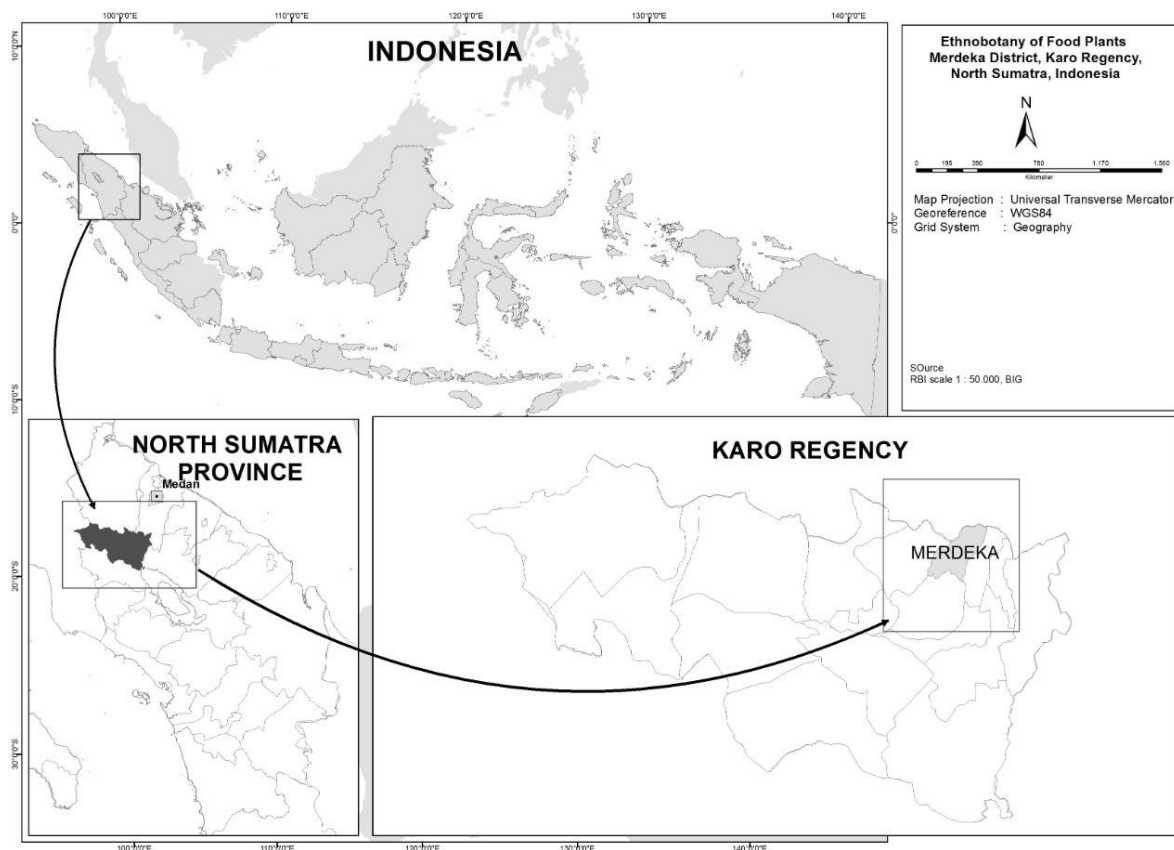 100°0'0"E
110°0'0"E
120°0'0"E
130°0'0"E
140°0'0"E
10°0'0"N
0°0'0"
10°0'0"S
20°0'0"S
30°0'0"S
0°0'0"
INDONESIA
Ethnobotany of Food Plants
Merdeka District, Karo Regency,
North Sumatra, Indonesia
N
0 195 390 780 1.170 1.560
Kilometer
Map Projection : Universal Transverse Mercator
Georeference : WGS84
Grid System : Geography
SOurce
RBI scale 1 : 50.000, BIG
NORTH SUMATRA
PROVINCE
Medan
KARO REGENCY
MERDEKA
100°0'0"E
110°0'0"E
130°0'0"E
140°0'0"E